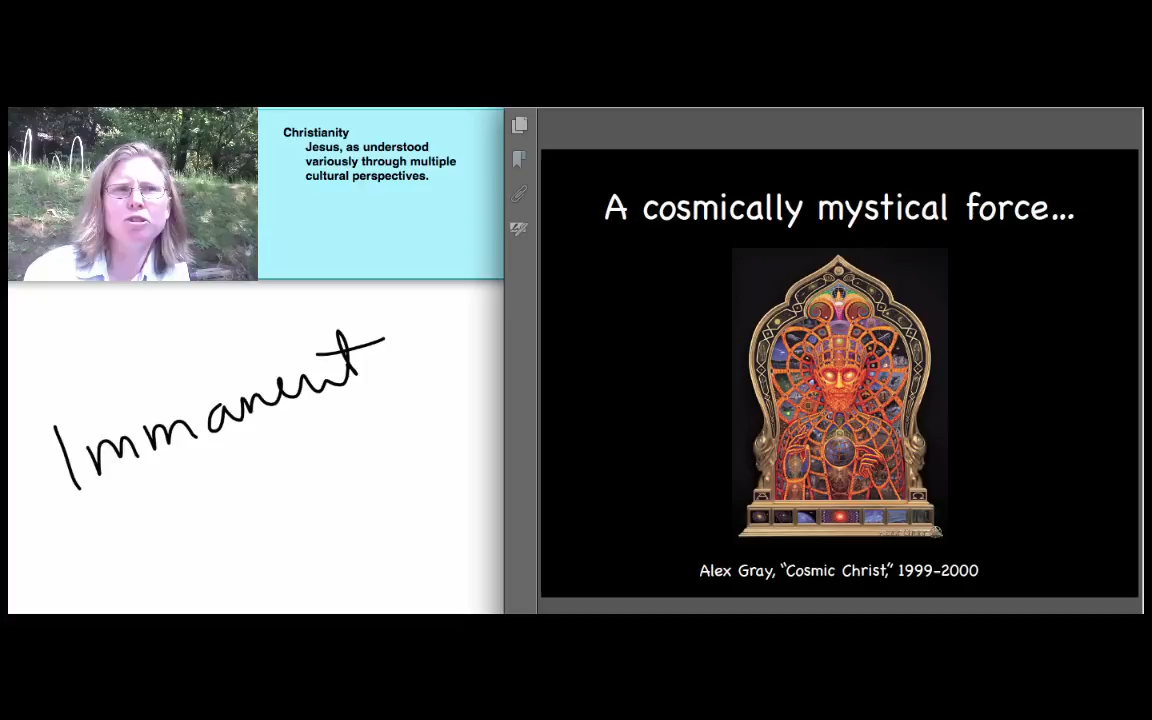 Christianity
Jesus, as understood
variously through multiple
cultural perspectives.
Immanent
A cosmically mystical force...
Alex Gray, "Cosmic Christ," 1999-2000